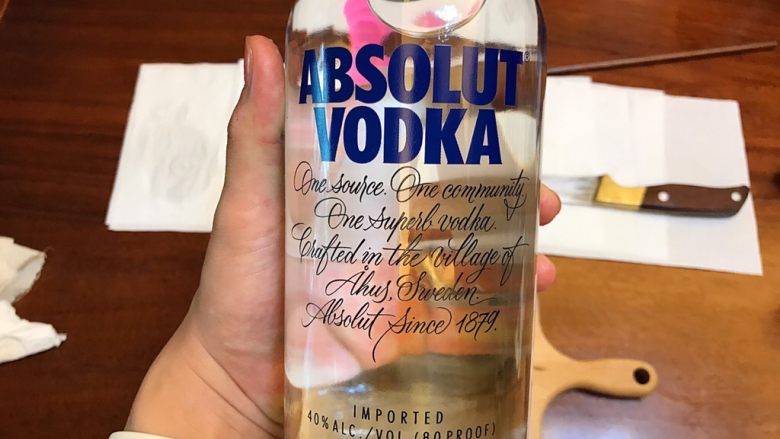 ABSOLUT®
VODKA
One source. One community
One superb vodka.
Crafted in the village of
Åhus, Sweden
Absolut Since 1879.
IMPORTED
40% ALC./VOL. (80 PROOF)